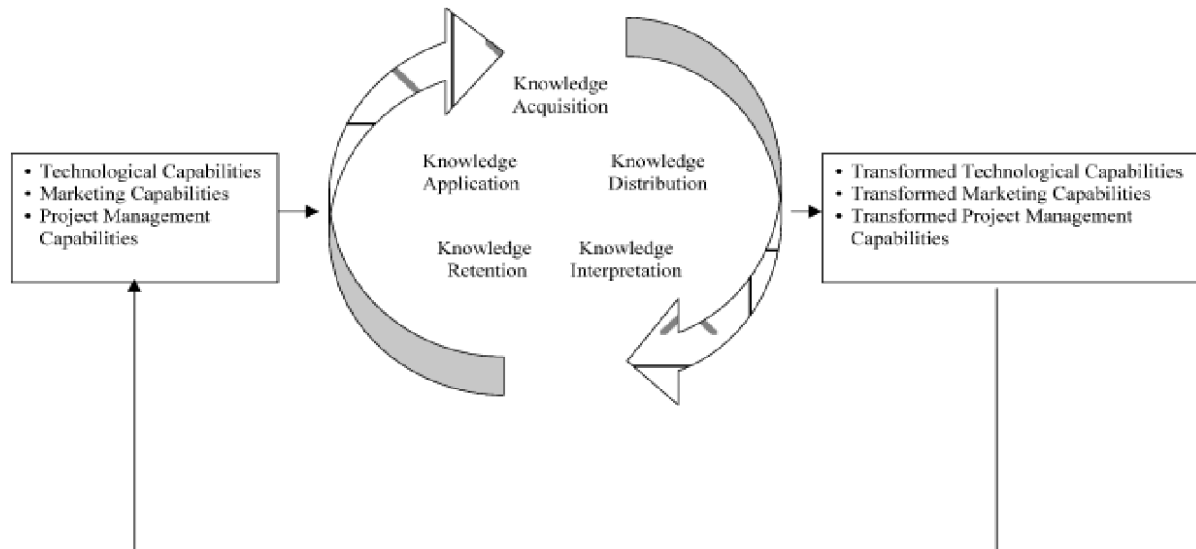 Knowledge
Acquisition
Knowledge
Application
Knowledge
Distribution
Knowledge
Retention
Knowledge
Interpretation
• Technological Capabilities
• Marketing Capabilities
• Project Management
Capabilities
• Transformed Technological Capabilities
• Transformed Marketing Capabilities
• Transformed Project Management
Capabilities